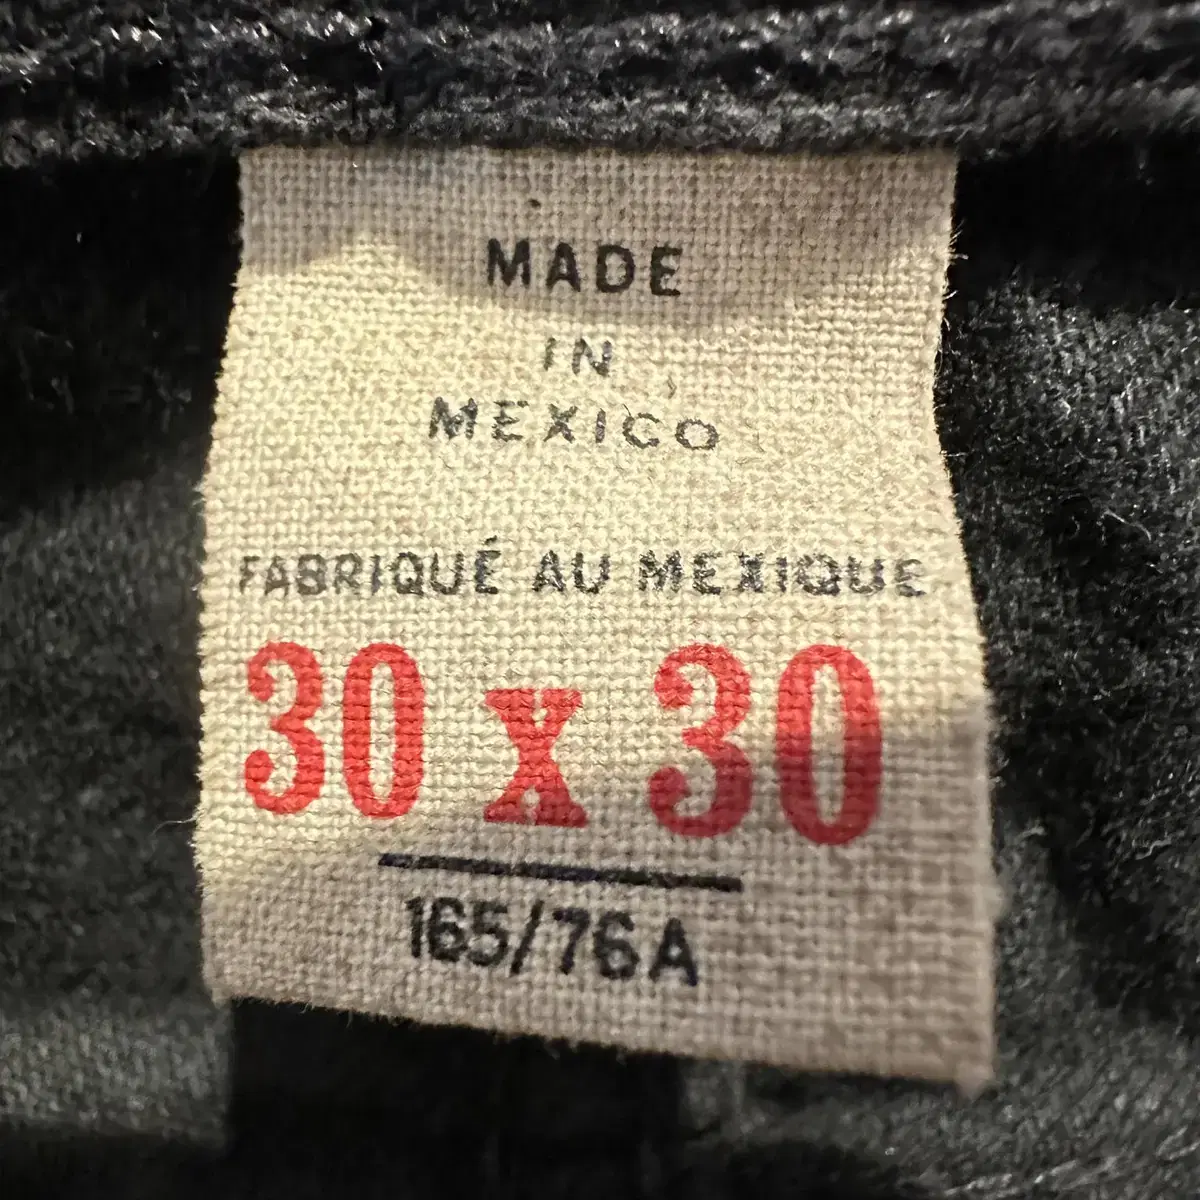 MADE
IN
MEXICO
FABRIQUÉ AU MEXIQUE
30 x 30
165/76A